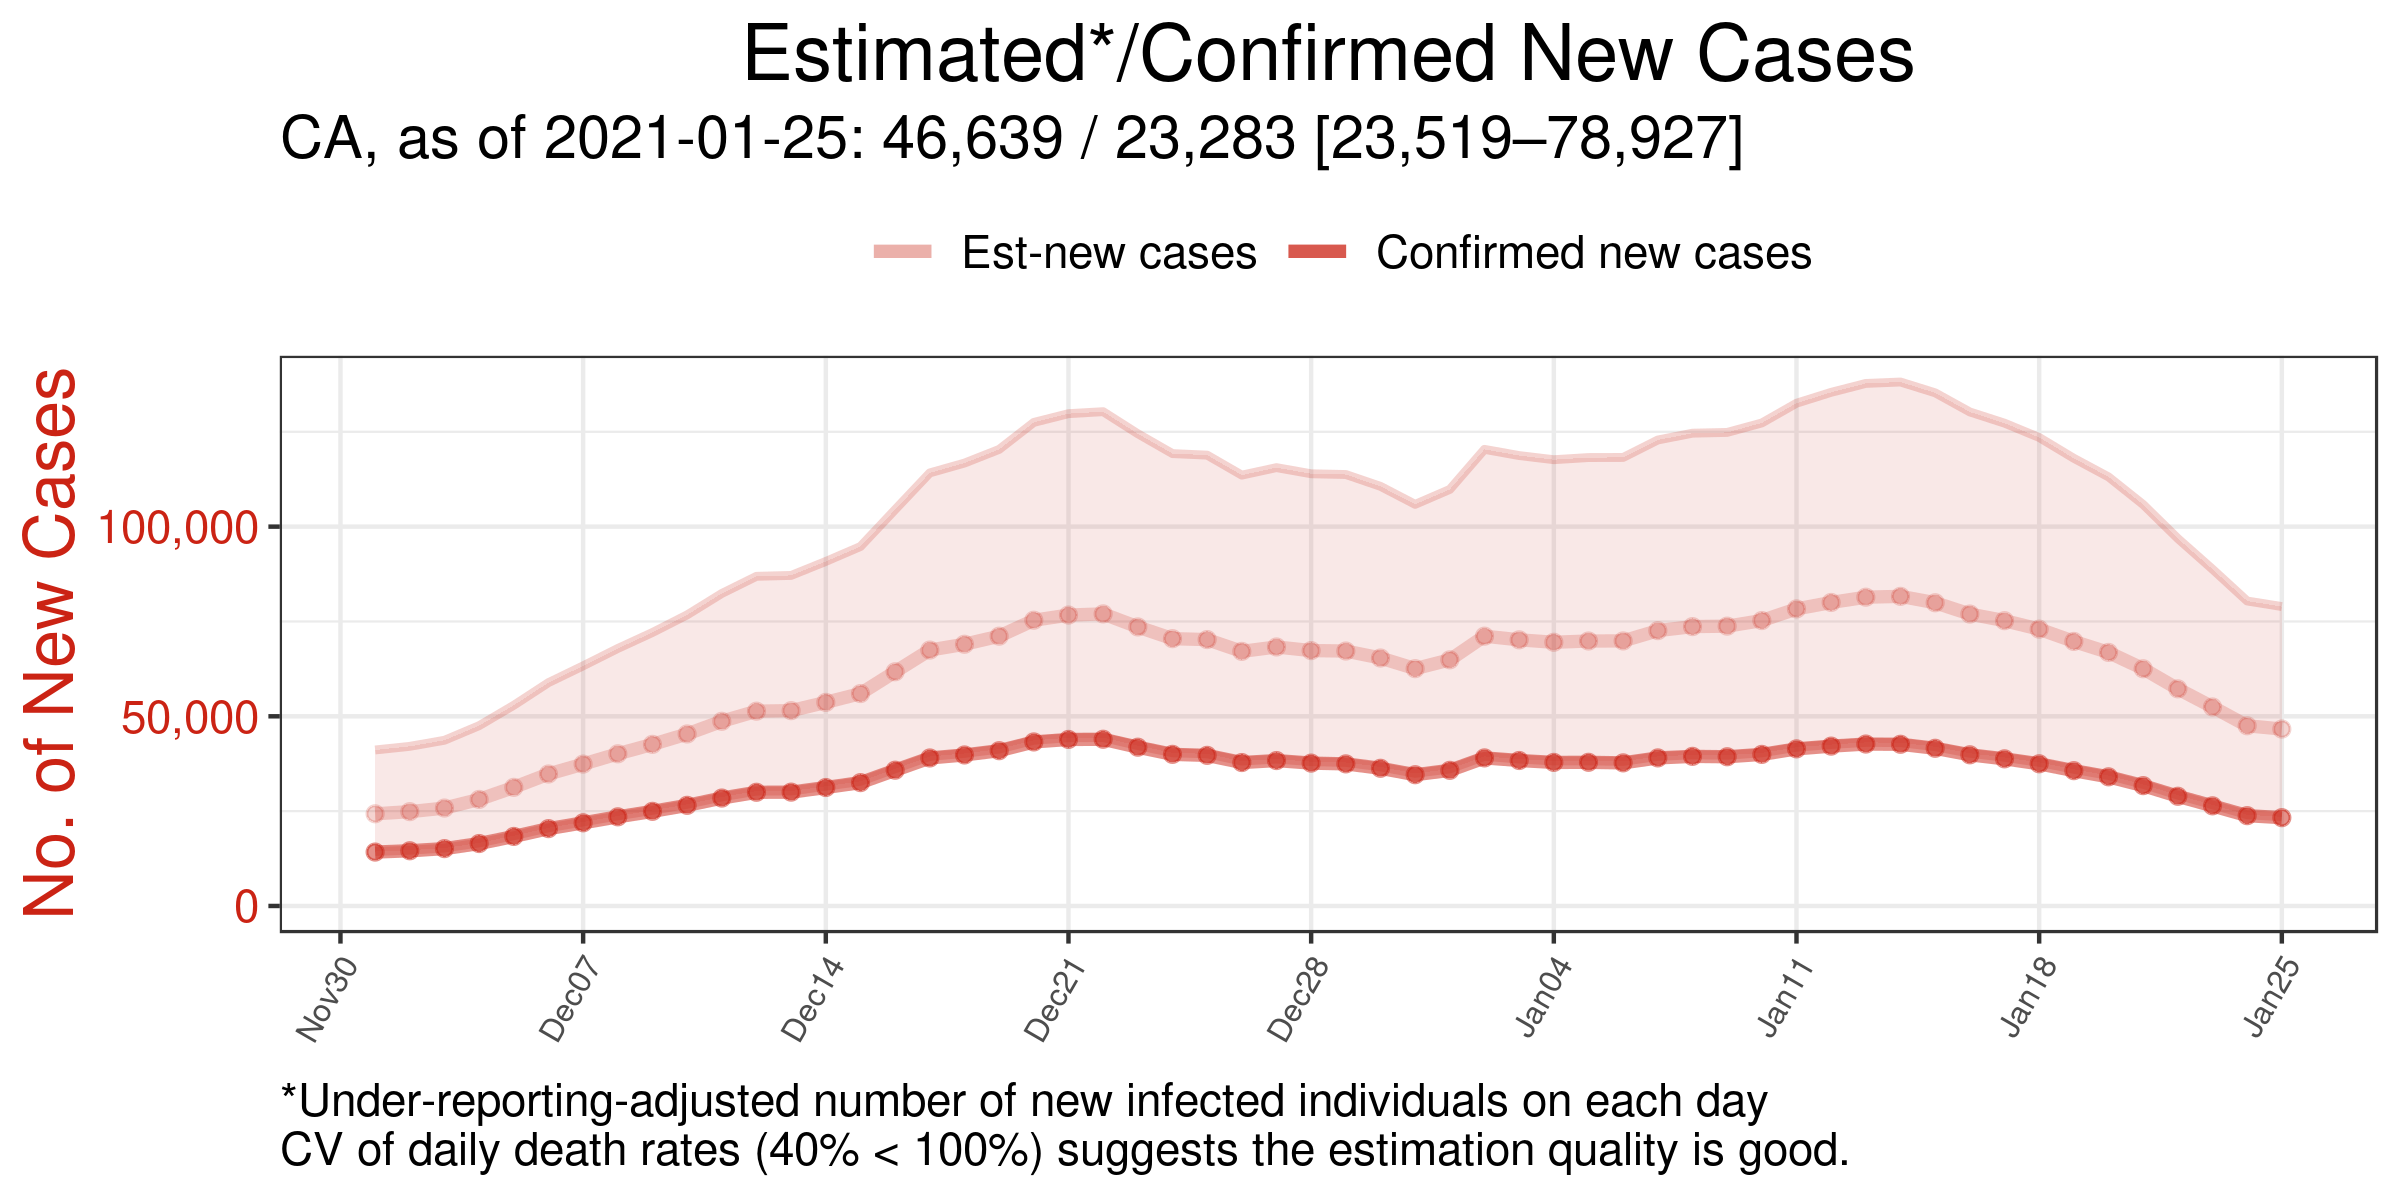 Estimated*/Confirmed New Cases
CA, as of 2021-01-25: 46,639 / 23,283 [23,519–78,927]
Est-new cases
Confirmed new cases
No. of New Cases
100,000
50,000
0
Nov30
Dec07
Dec14
Dec21
Dec28
Jan04
Jan11
Jan18
Jan25
*Under-reporting-adjusted number of new infected individuals on each day
CV of daily death rates (40% < 100%) suggests the estimation quality is good.